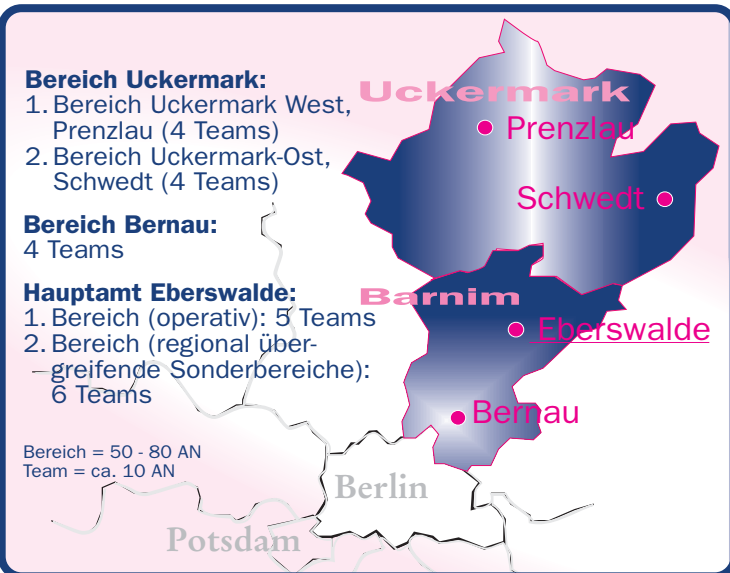 Bereich Uckermark:
1. Bereich Uckermark West,
Prenzlau (4 Teams)
2. Bereich Uckermark-Ost,
Schwedt (4 Teams)
Bereich Bernau:
4 Teams
Hauptamt Eberswalde:
1. Bereich (operativ): 5 Teams
2. Bereich (regional über-
greifende Sonderbereiche):
6 Teams
Bereich = 50 - 80 AN
Team = ca. 10 AN
Uckermark
Prenzlau
Schwedt
Barnim
Eberswalde
Bernau
Berlin
Potsdam